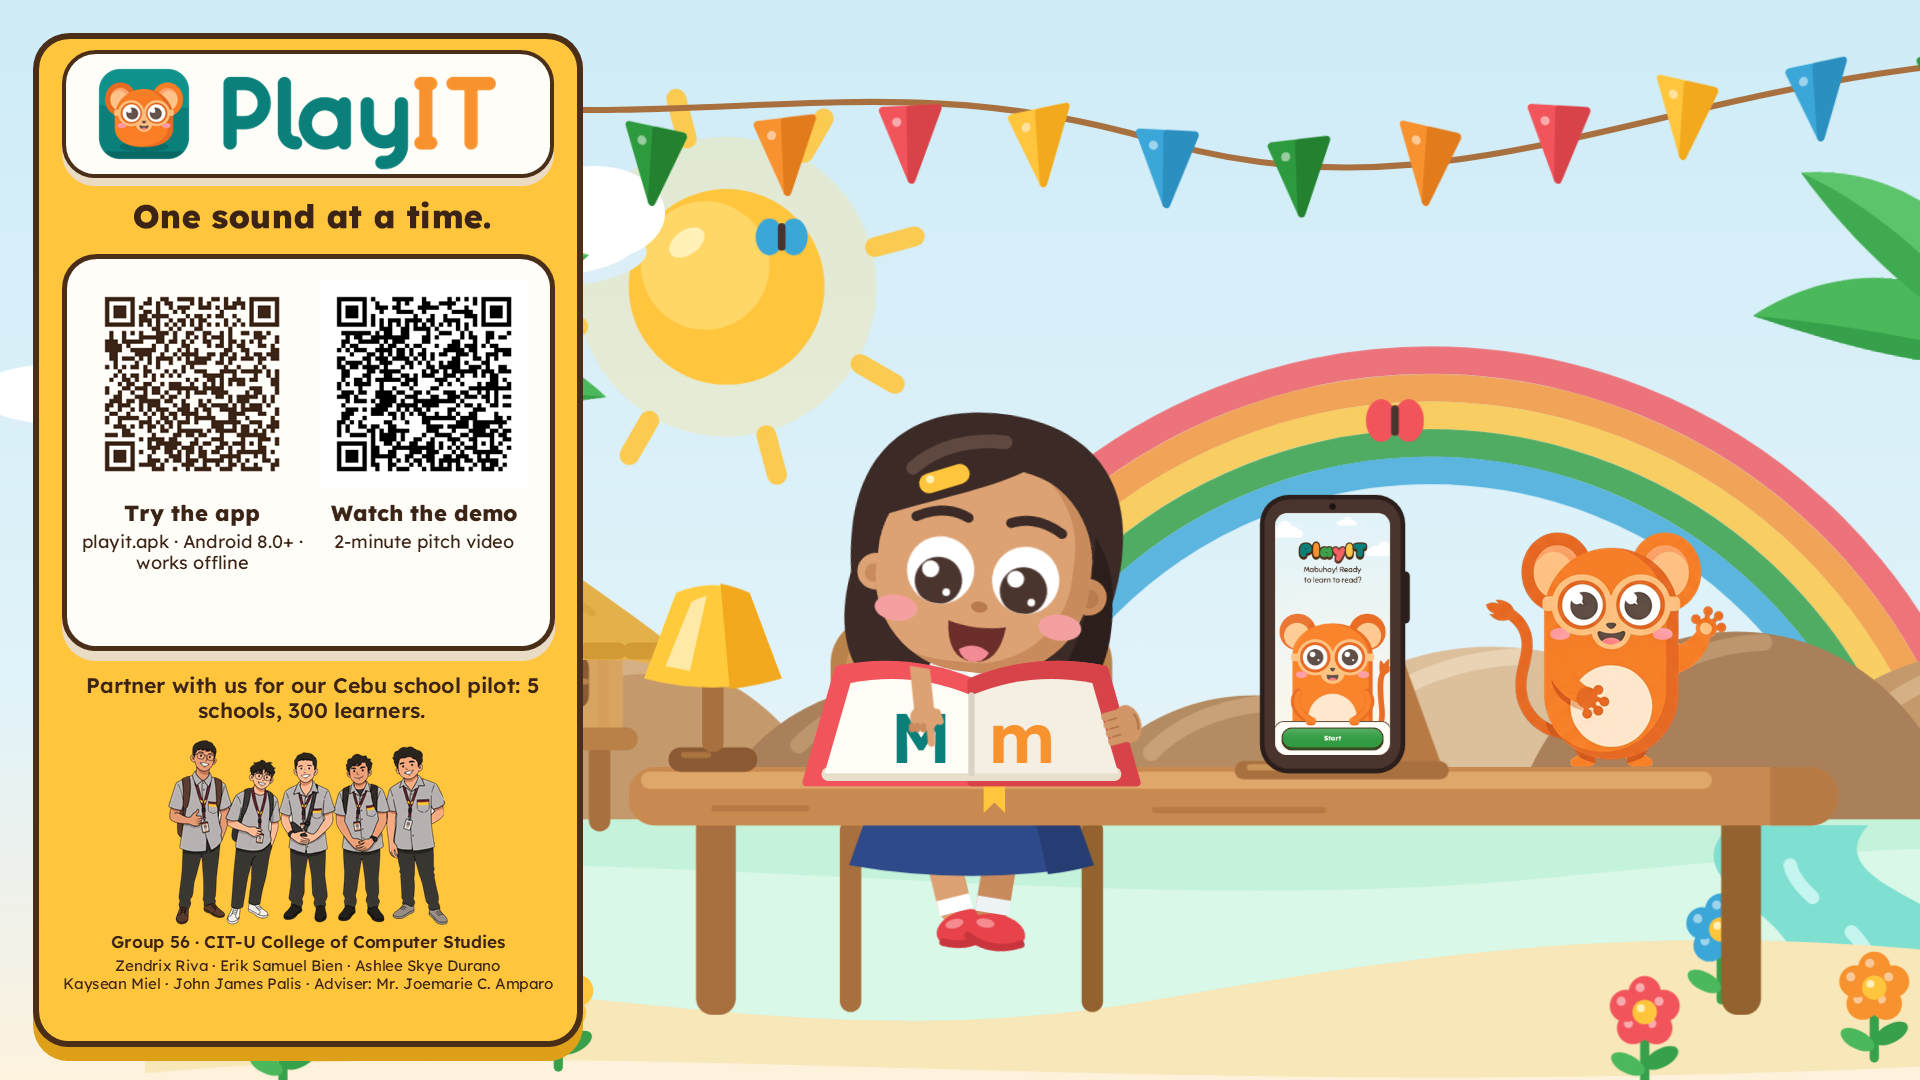 PlayIT
One sound at a time.
Try the app
playit.apk · Android 8.0+ ·
works offline
Watch the demo
2-minute pitch video
Partner with us for our Cebu school pilot: 5
schools, 300 learners.
Group 56 · CIT-U College of Computer Studies
Zendrix Riva · Erik Samuel Bien · Ashlee Skye Durano
Kaysean Miel · John James Palis · Adviser: Mr. Joemarie C. Amparo
M m
PlayIT
Mabuhay! Ready
to learn to read?
Start